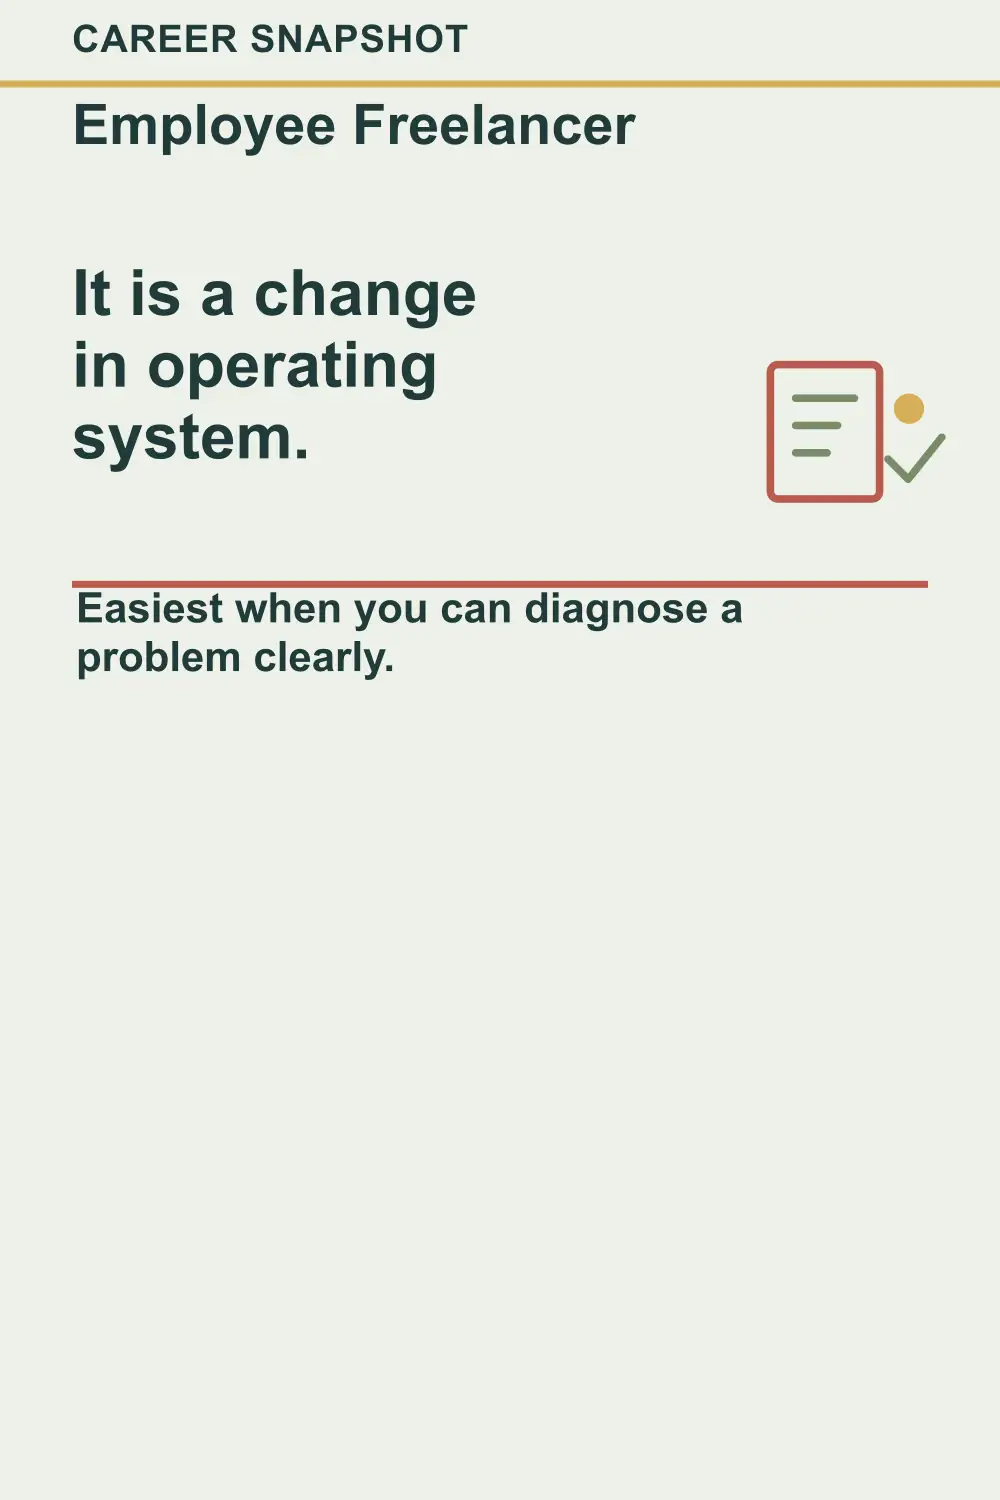 CAREER SNAPSHOT
Employee Freelancer
It is a change
in operating
system.
Easiest when you can diagnose a
problem clearly.